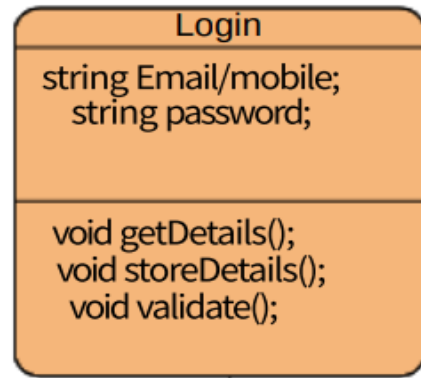 Login
string Email/mobile;
string password;
void getDetails();
void storeDetails();
void validate();